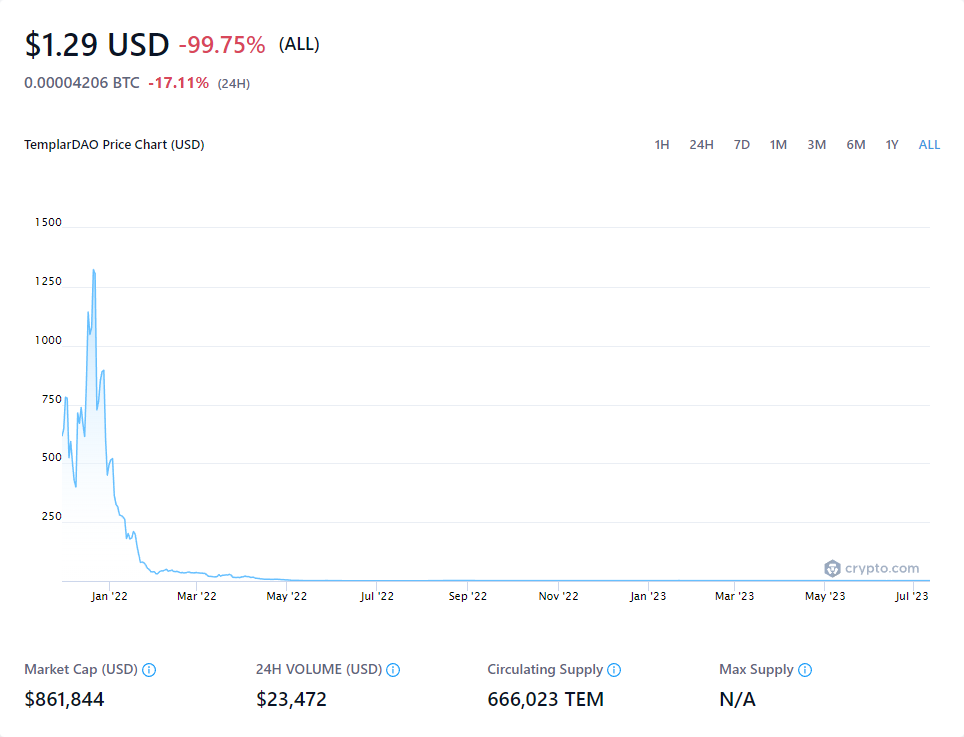 $1.29 USD -99.75% (ALL)
0.00004206 BTC -17.11% (24H)
TemplarDAO Price Chart (USD) 1H 24H 7D 1M 3M 6M 1Y ALL
1500
1250
1000
750
500
250
crypto.com
Jan '22 Mar '22 May '22 Jul '22 Sep '22 Nov '22 Jan '23 Mar '23 May '23 Jul '23
Market Cap (USD) 24H VOLUME (USD) Circulating Supply Max Supply
$861,844 $23,472 666,023 TEM N/A